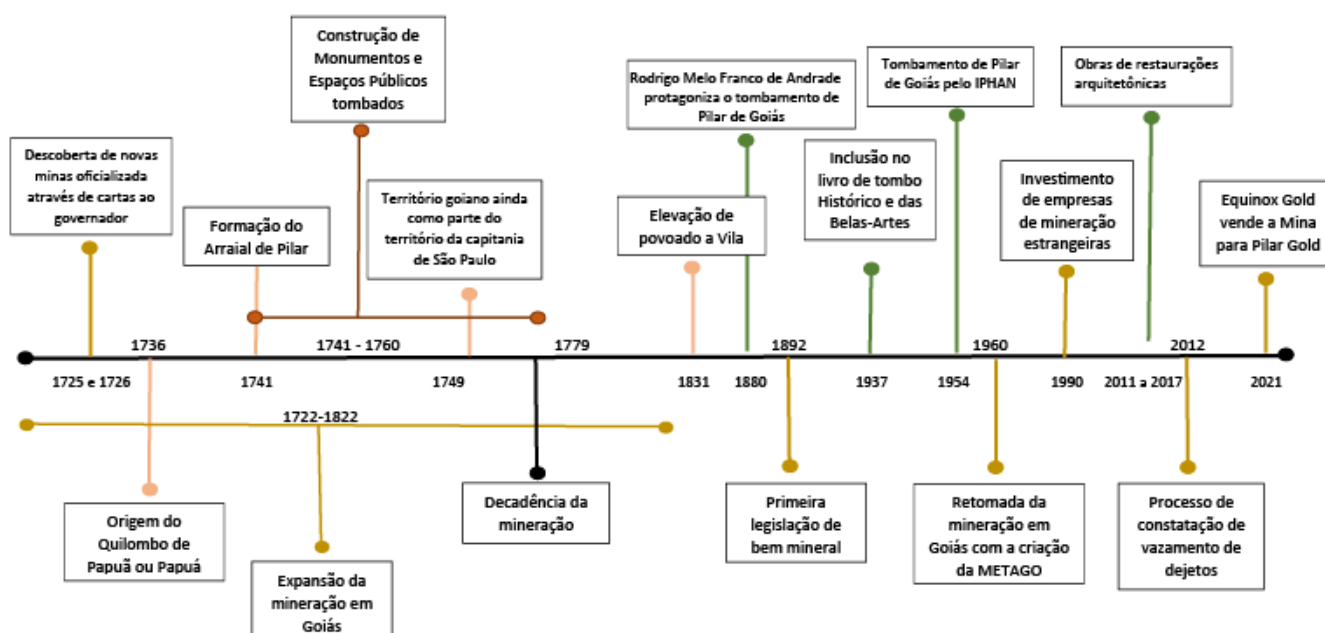 Construção de
Monumentos e
Espaços Públicos
tombados
Rodrigo Melo Franco de Andrade
protagoniza o tombamento de
Pilar de Goiás
Tombamento de Pilar
de Goiás pelo IPHAN
Obras de restaurações
arquitetônicas
Descoberta de novas
minas oficializada
através de cartas ao
governador
Formação do
Arraial de Pilar
Território goiano ainda
como parte do
território da capitania
de São Paulo
Elevação de
povoado a Vila
Inclusão no
livro de tombo
Histórico e das
Belas-Artes
Investimento
de empresas
de mineração
estrangeiras
Equinox Gold
vende a Mina
para Pilar Gold
1736
1741 - 1760
1779
1892
1960
2012
1725 e 1726
1741
1749
1831
1880
1937
1954
1990
2011 a 2017
2021
1722-1822
Origem do
Quilombo de
Papuã ou Papuá
Expansão da
mineração em
Goiás
Decadência da
mineração
Primeira
legislação de
bem mineral
Retomada da
mineração em
Goiás com a criação
da METAGO
Processo de
constatação de
vazamento de
dejetos